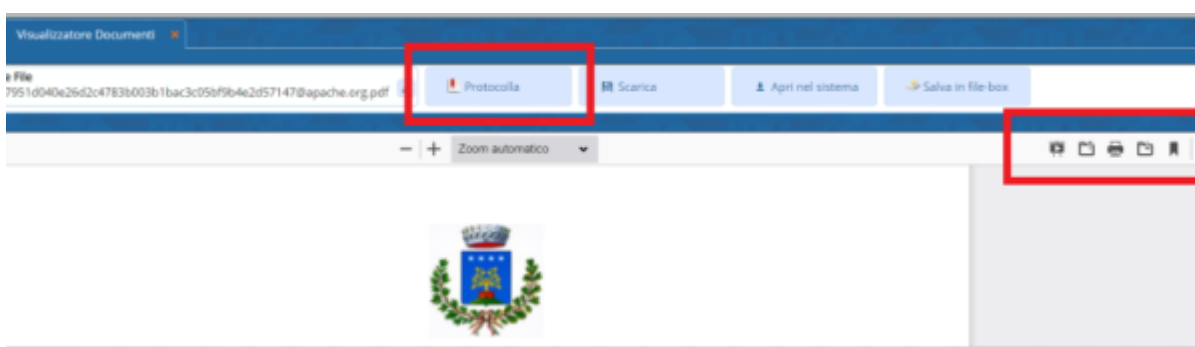 Visualizzatore Documenti
e File
7951d040e26d2c4783b003b1bac3c05bf9b4e2d57147@apache.org.pdf
Protocolla
Scarica
Apri nel sistema
Salva in file-box
Zoom automatico